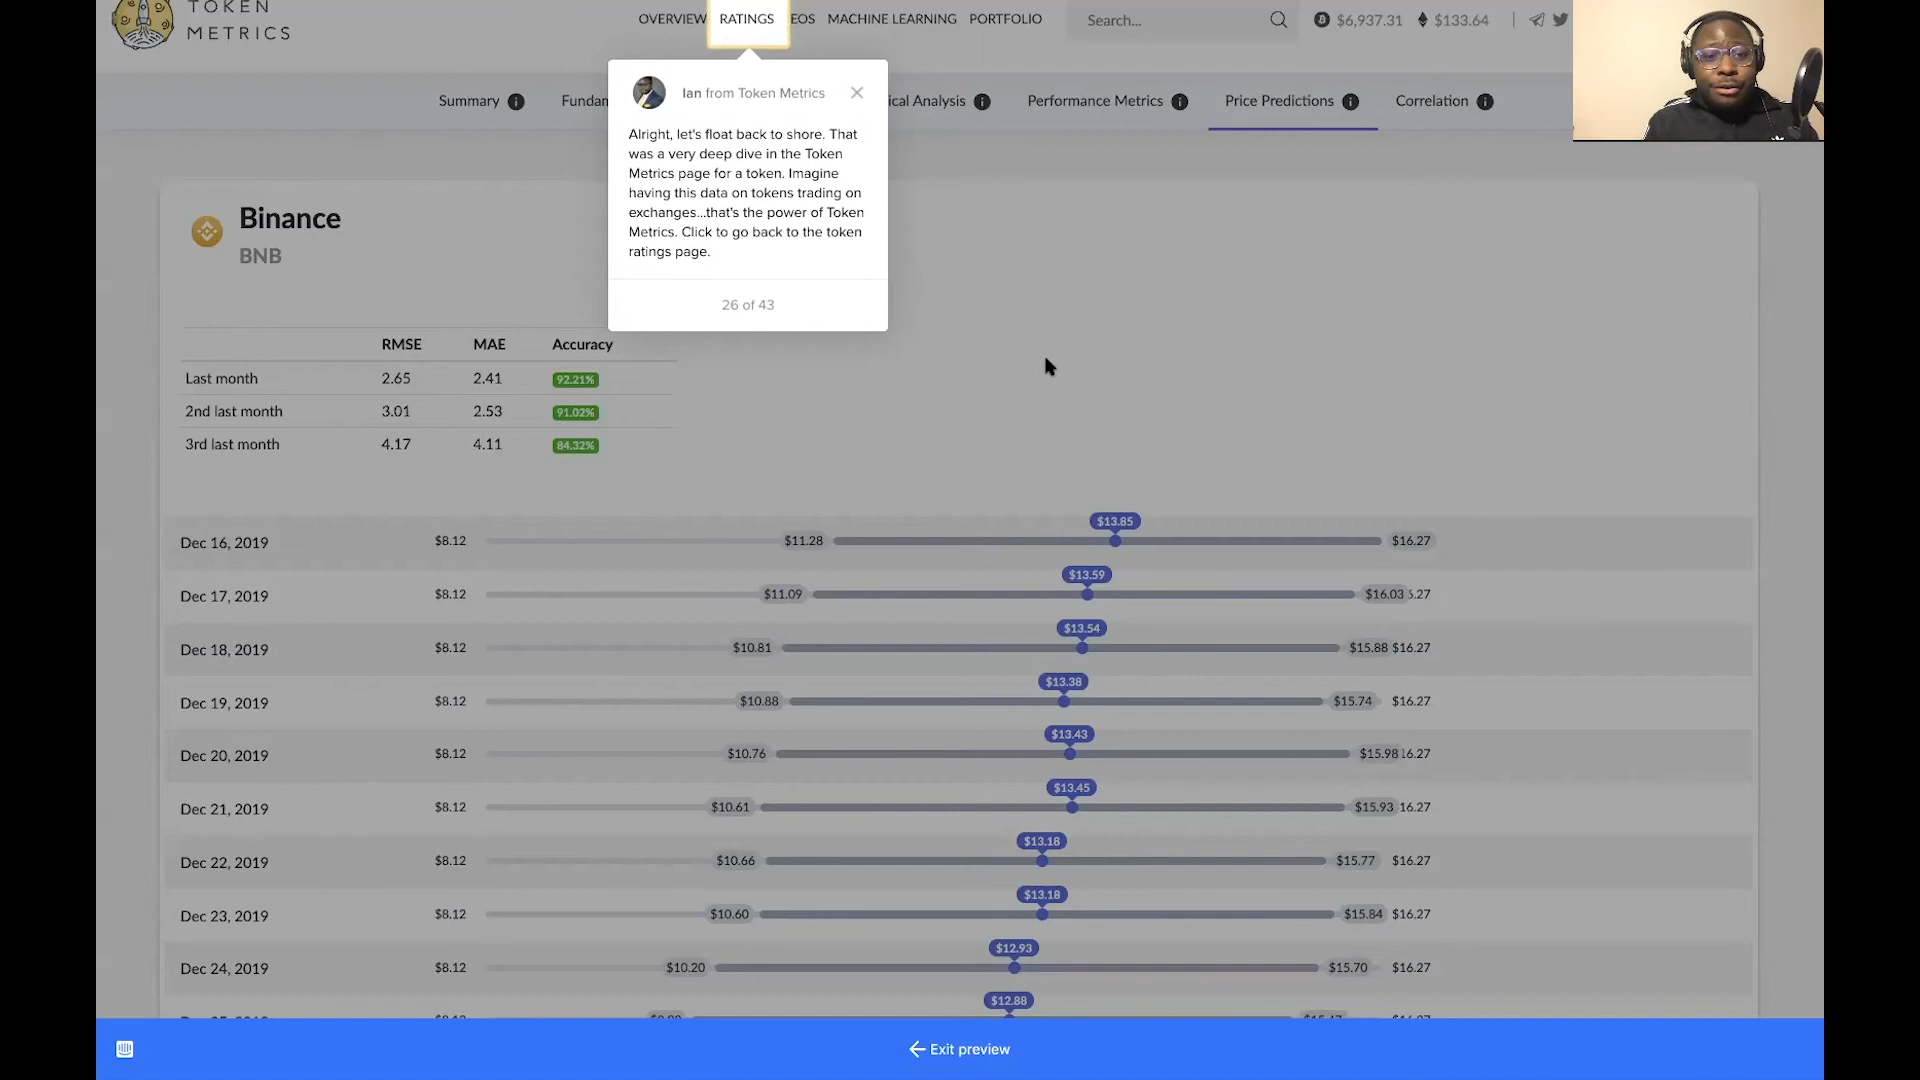 TOKEN
METRICS
OVERVIEW RATINGS EOS MACHINE LEARNING PORTFOLIO Search... $6,937.31 $133.64
Summary Fundam ical Analysis Performance Metrics Price Predictions Correlation
Ian from Token Metrics
Alright, let's float back to shore. That
was a very deep dive in the Token
Metrics page for a token. Imagine
having this data on tokens trading on
exchanges...that's the power of Token
Metrics. Click to go back to the token
ratings page.
26 of 43
Binance
BNB
RMSE MAE Accuracy
Last month 2.65 2.41 92.21%
2nd last month 3.01 2.53 91.02%
3rd last month 4.17 4.11 84.32%
$13.85
Dec 16, 2019 $8.12 $11.28 $16.27
$13.59
Dec 17, 2019 $8.12 $11.09 $16.03 5.27
$13.54
Dec 18, 2019 $8.12 $10.81 $15.88 $16.27
$13.38
Dec 19, 2019 $8.12 $10.88 $15.74 $16.27
$13.43
Dec 20, 2019 $8.12 $10.76 $15.98 16.27
$13.45
Dec 21, 2019 $8.12 $10.61 $15.93 16.27
$13.18
Dec 22, 2019 $8.12 $10.66 $15.77 $16.27
$13.18
Dec 23, 2019 $8.12 $10.60 $15.84 $16.27
$12.93
Dec 24, 2019 $8.12 $10.20 $15.70 $16.27
$12.88
Exit preview